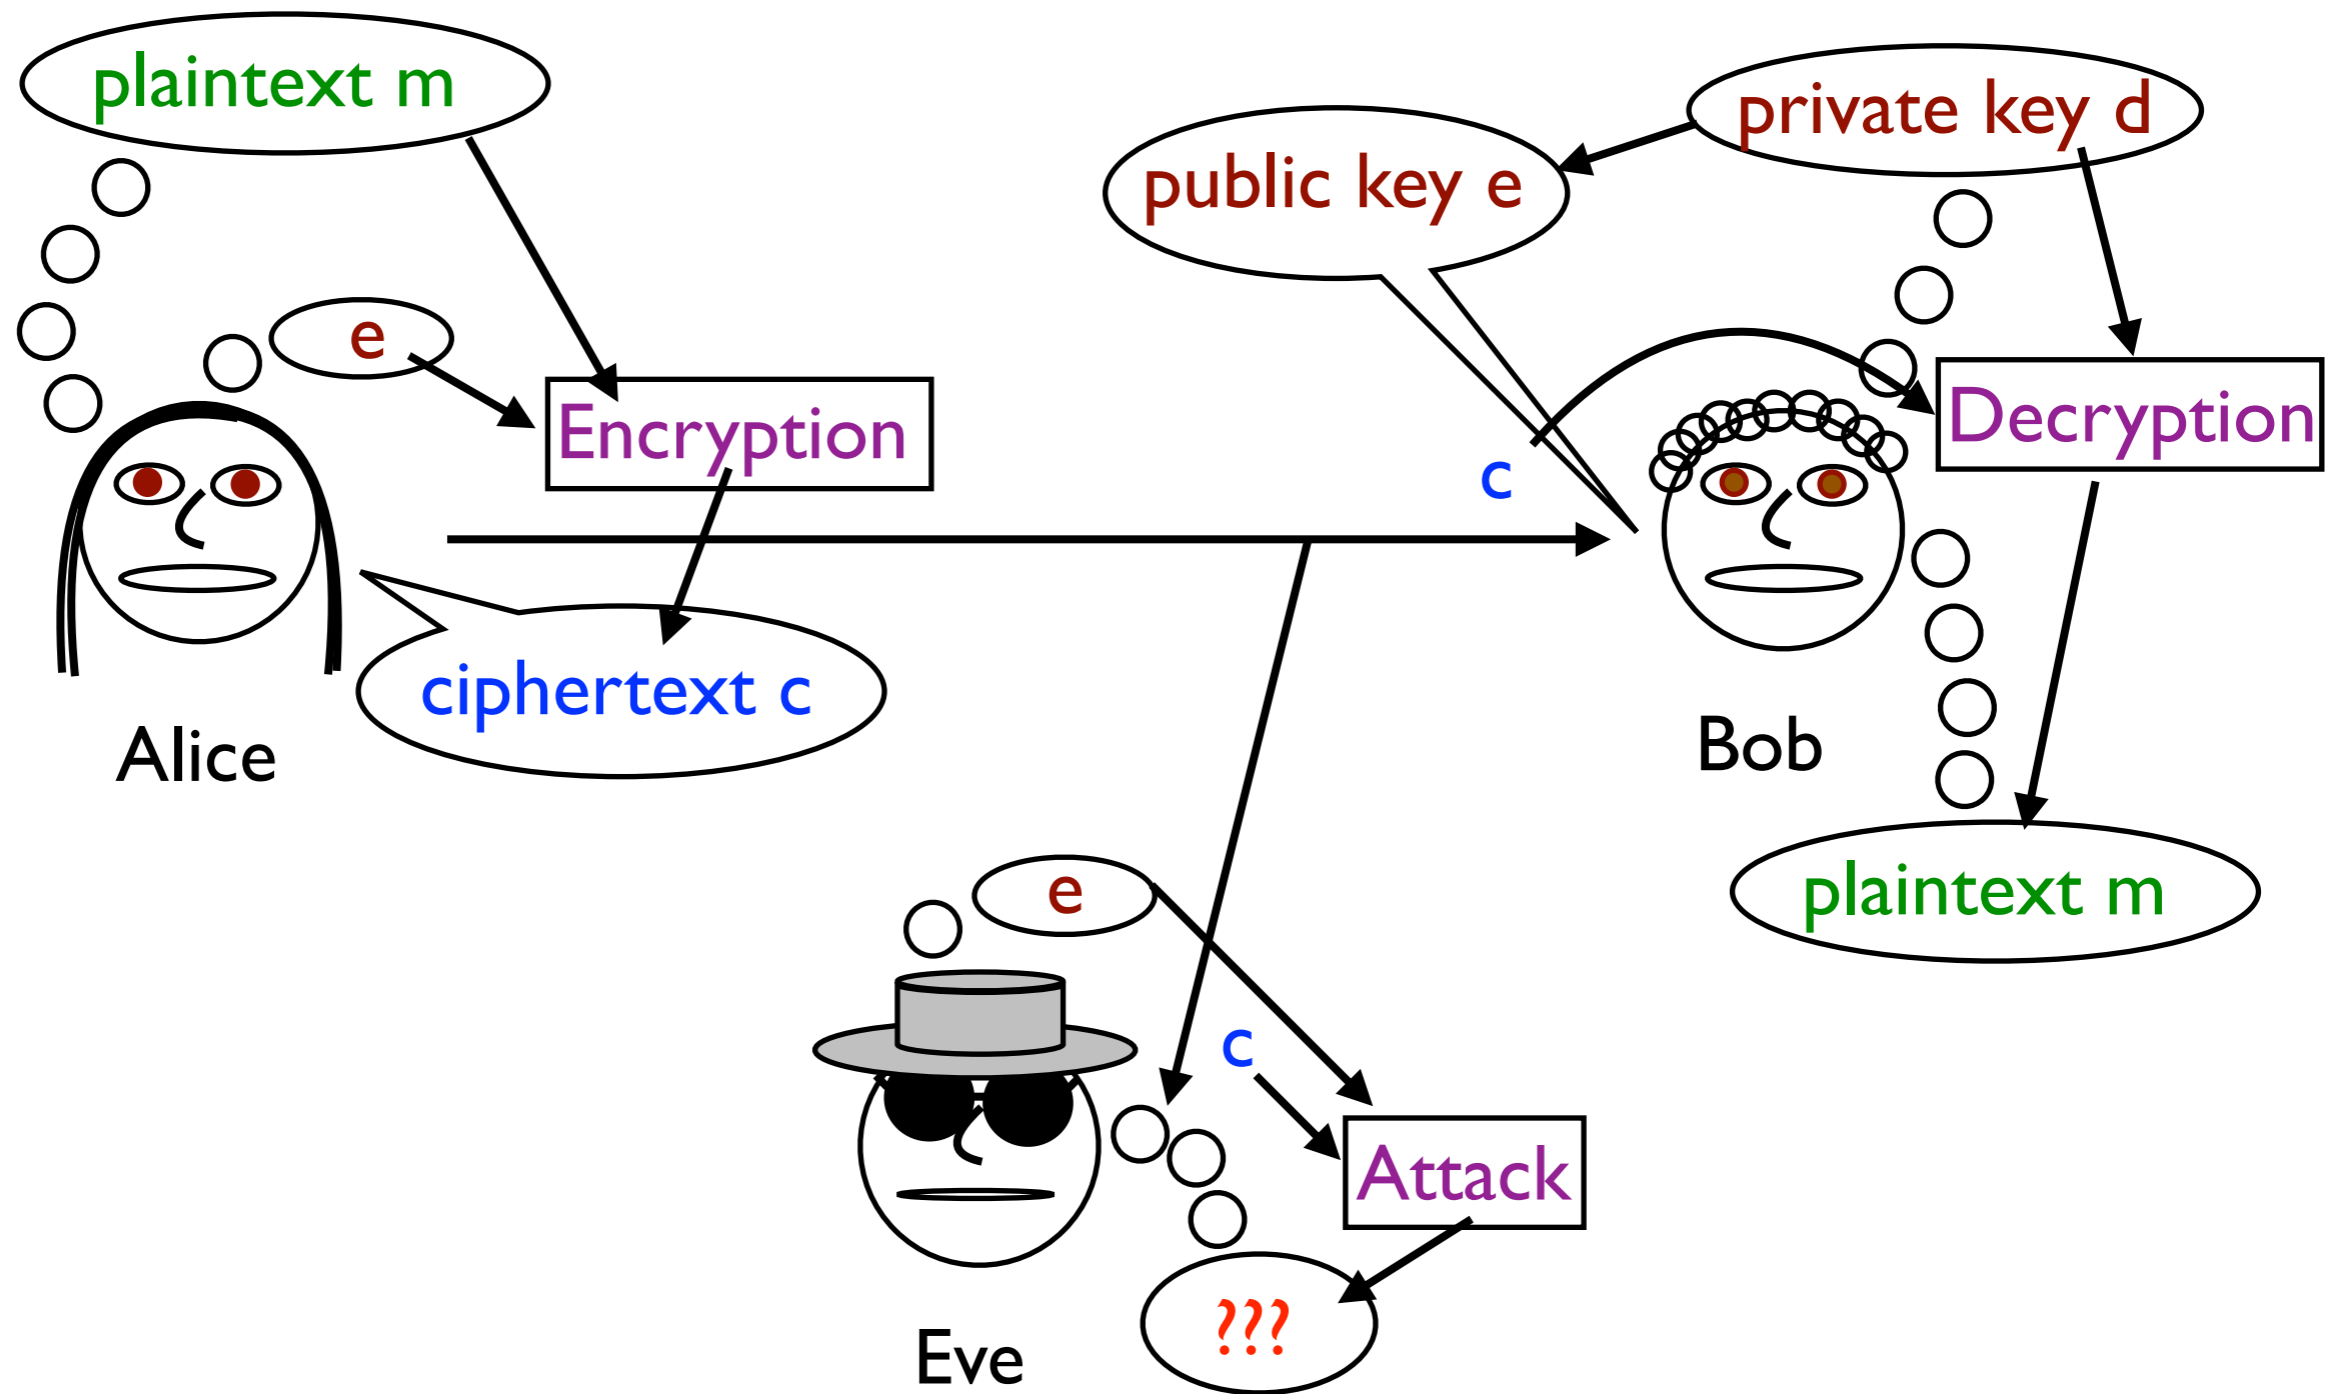 plaintext m
private key d
public key e
e
Encryption
Decryption
c
ciphertext c
Alice
Bob
e
plaintext m
c
Attack
???
Eve